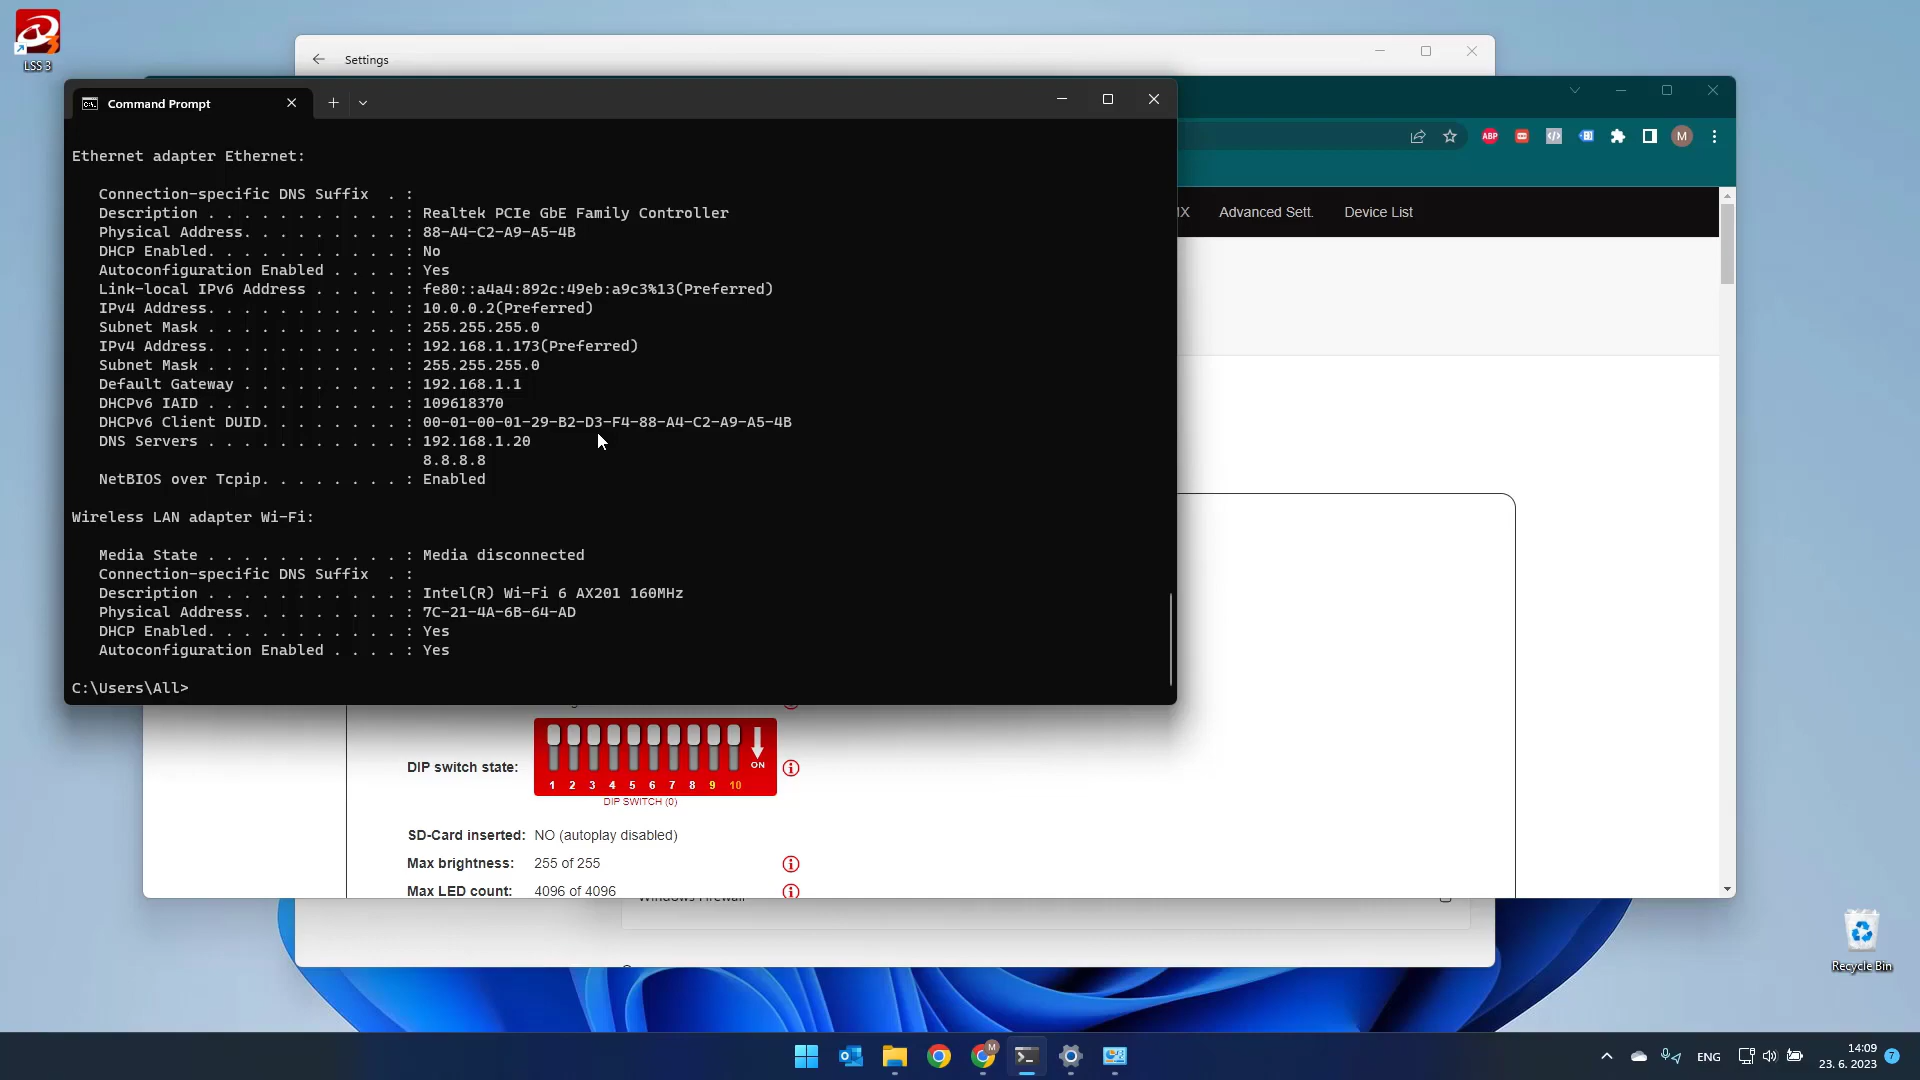 LSS 3
Settings
Command Prompt
ABP
M
IX Advanced Sett. Device List
Ethernet adapter Ethernet:
Connection-specific DNS Suffix  . :
Description . . . . . . . . . . . : Realtek PCIe GbE Family Controller
Physical Address. . . . . . . . . : 88-A4-C2-A9-A5-4B
DHCP Enabled. . . . . . . . . . . : No
Autoconfiguration Enabled . . . . : Yes
Link-local IPv6 Address . . . . . : fe80::a4a4:892c:49eb:a9c3%13(Preferred)
IPv4 Address. . . . . . . . . . . : 10.0.0.2(Preferred)
Subnet Mask . . . . . . . . . . . : 255.255.255.0
IPv4 Address. . . . . . . . . . . : 192.168.1.173(Preferred)
Subnet Mask . . . . . . . . . . . : 255.255.255.0
Default Gateway . . . . . . . . . : 192.168.1.1
DHCPv6 IAID . . . . . . . . . . . : 109618370
DHCPv6 Client DUID. . . . . . . . : 00-01-00-01-29-B2-D3-F4-88-A4-C2-A9-A5-4B
DNS Servers . . . . . . . . . . . : 192.168.1.20
8.8.8.8
NetBIOS over Tcpip. . . . . . . . : Enabled
Wireless LAN adapter Wi-Fi:
Media State . . . . . . . . . . . : Media disconnected
Connection-specific DNS Suffix  . :
Description . . . . . . . . . . . : Intel(R) Wi-Fi 6 AX201 160MHz
Physical Address. . . . . . . . . : 7C-21-4A-6B-64-AD
DHCP Enabled. . . . . . . . . . . : Yes
Autoconfiguration Enabled . . . . : Yes
C:\Users\All>
DIP switch state:
ON
1 2 3 4 5 6 7 8 9 10
DIP SWITCH (0)
SD-Card inserted: NO (autoplay disabled)
Max brightness: 255 of 255
Max LED count: 4096 of 4096
Windows Firewall
Recycle Bin
M
ENG
14:09
23. 6. 2023
7